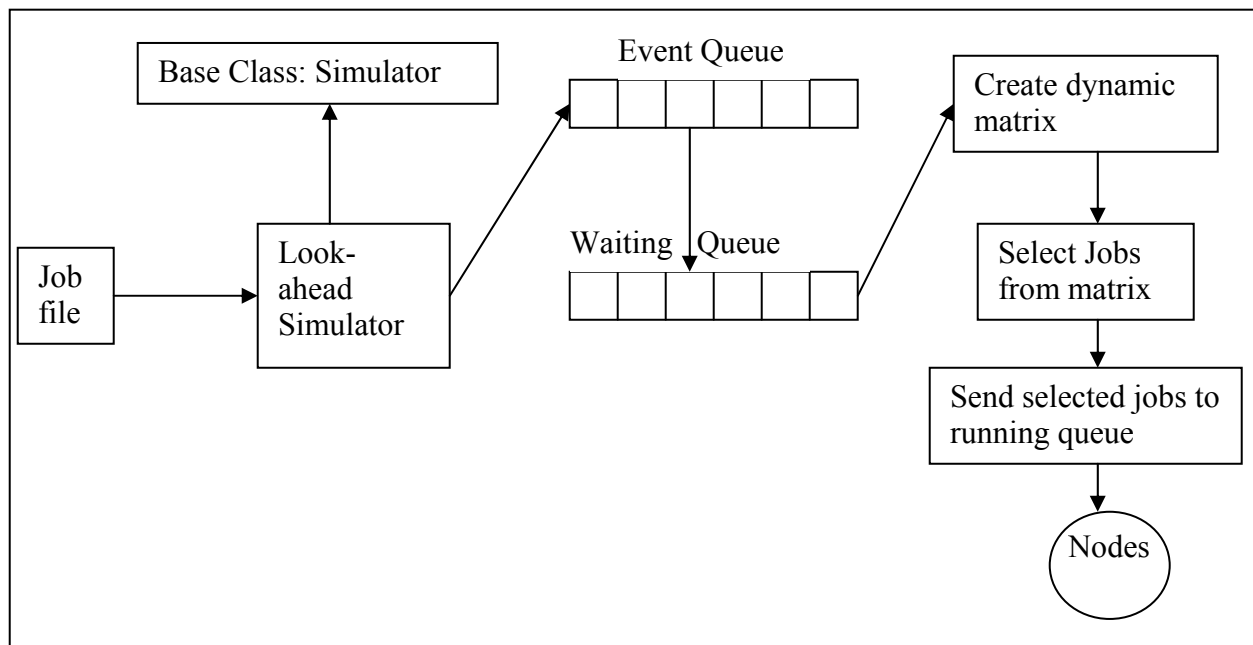 Base Class: Simulator
Event Queue
Create dynamic
matrix
Job
file
Look-
ahead
Simulator
Waiting Queue
Select Jobs
from matrix
Send selected jobs to
running queue
Nodes